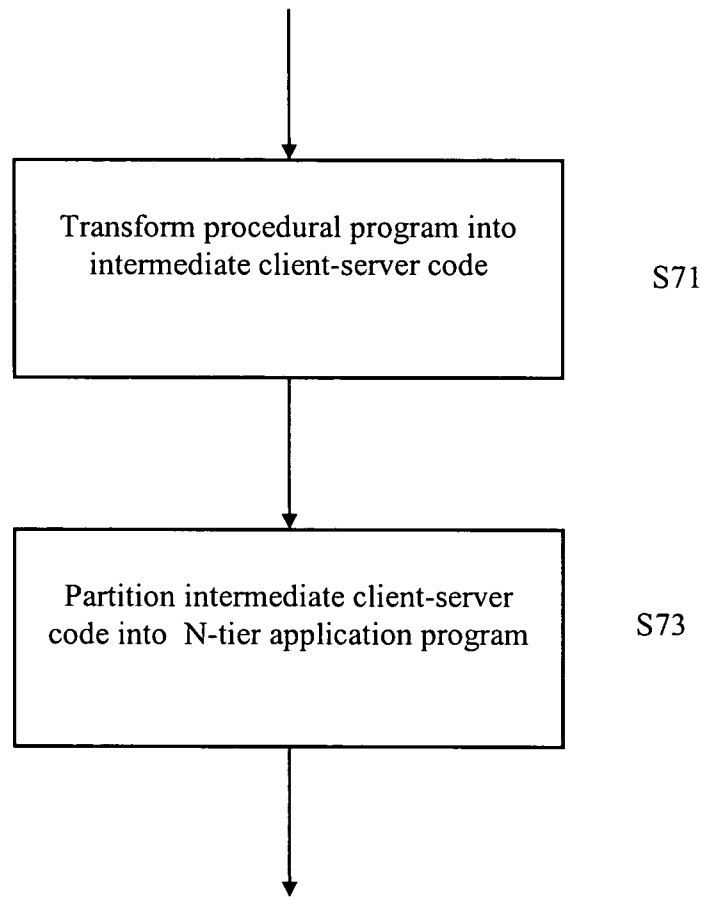 Transform procedural program into
intermediate client-server code
S71
Partition intermediate client-server
code into N-tier application program
S73